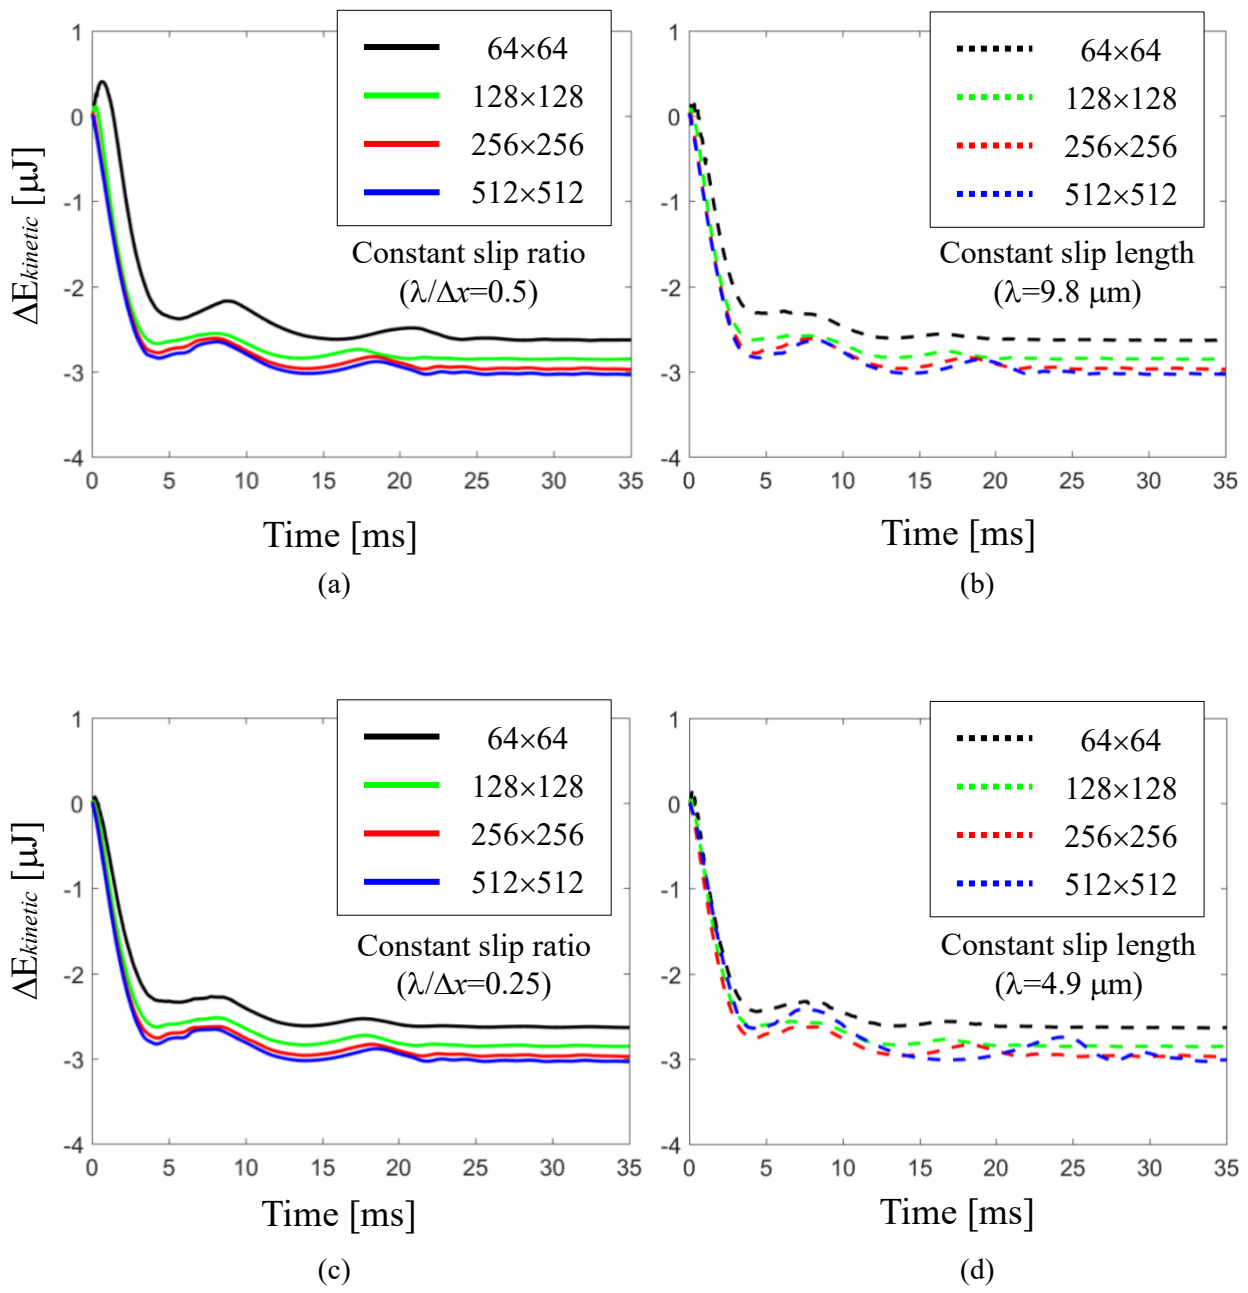 1
0
-1
-2
-3
-4
0 5 10 15 20 25 30 35
ΔEkinetic [μJ]
64×64
128×128
256×256
512×512
Constant slip ratio
(λ/Δx=0.5)
Time [ms]
(a)
1
0
-1
-2
-3
-4
0 5 10 15 20 25 30 35
64×64
128×128
256×256
512×512
Constant slip length
(λ=9.8 μm)
Time [ms]
(b)
1
0
-1
-2
-3
-4
0 5 10 15 20 25 30 35
ΔEkinetic [μJ]
64×64
128×128
256×256
512×512
Constant slip ratio
(λ/Δx=0.25)
Time [ms]
(c)
1
0
-1
-2
-3
-4
0 5 10 15 20 25 30 35
64×64
128×128
256×256
512×512
Constant slip length
(λ=4.9 μm)
Time [ms]
(d)